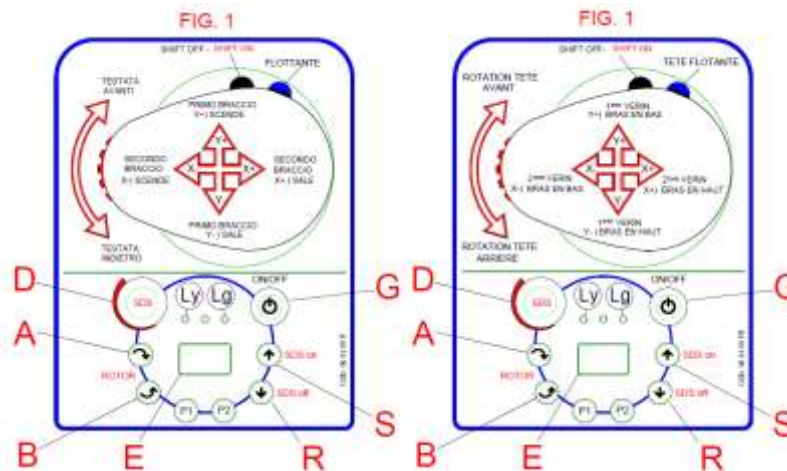 FIG. 1
SHIFT OFF - SHIFT ON
FLOTTANTE
TESTATA
AVANTI
PRIMO BRACCIO
Y+) SCENDE
Y+
SECONDO
BRACCIO
X-) SCENDE
X-
X+
SECONDO
BRACCIO
X+) SALE
Y-
PRIMO BRACCIO
Y-) SALE
TESTATA
INDIETRO
ON/OFF
D
SDS
Ly
Lg
G
A
SDS on
ROTOR
SDS off
S
P1
P2
B
E
R
FIG. 1
SHIFT OFF - SHIFT ON
TETE FLOTANTE
ROTATION TETE
AVANT
VERIN
Y+) BRAS EN BAS
Y+
VERIN
X-) BRAS EN BAS
X-
X+
VERIN
X+) BRAS EN HAUT
Y-
VERIN
Y-) BRAS EN HAUT
ROTATION TETE
ARRIERE
ON/OFF
D
SDS
Ly
Lg
G
A
SDS on
ROTOR
SDS off
S
P1
P2
B
E
R